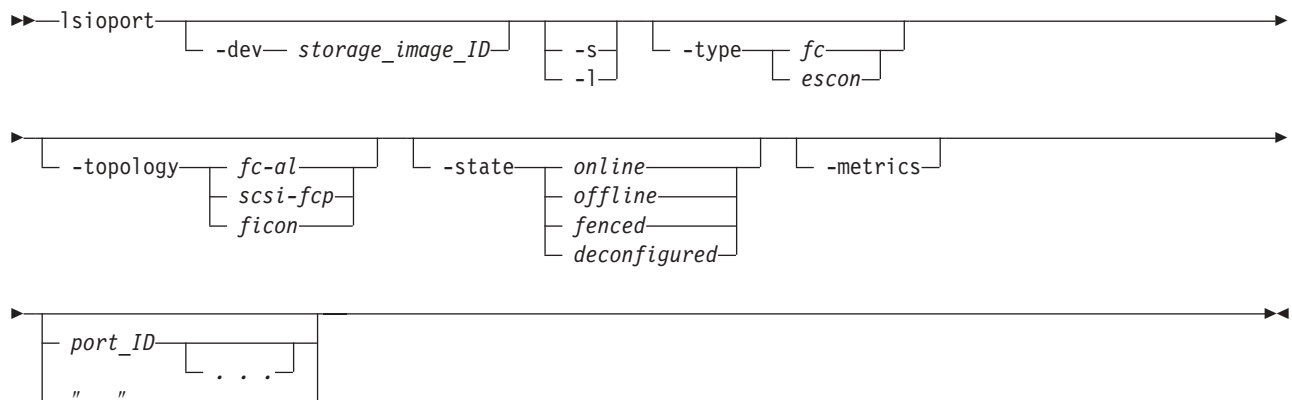 lsioport -dev storage_image_ID -s -type fc
-l escon
-topology fc-al -state online -metrics
scsi-fcp offline
ficon fenced
deconfigured
port_ID
. . .
" "